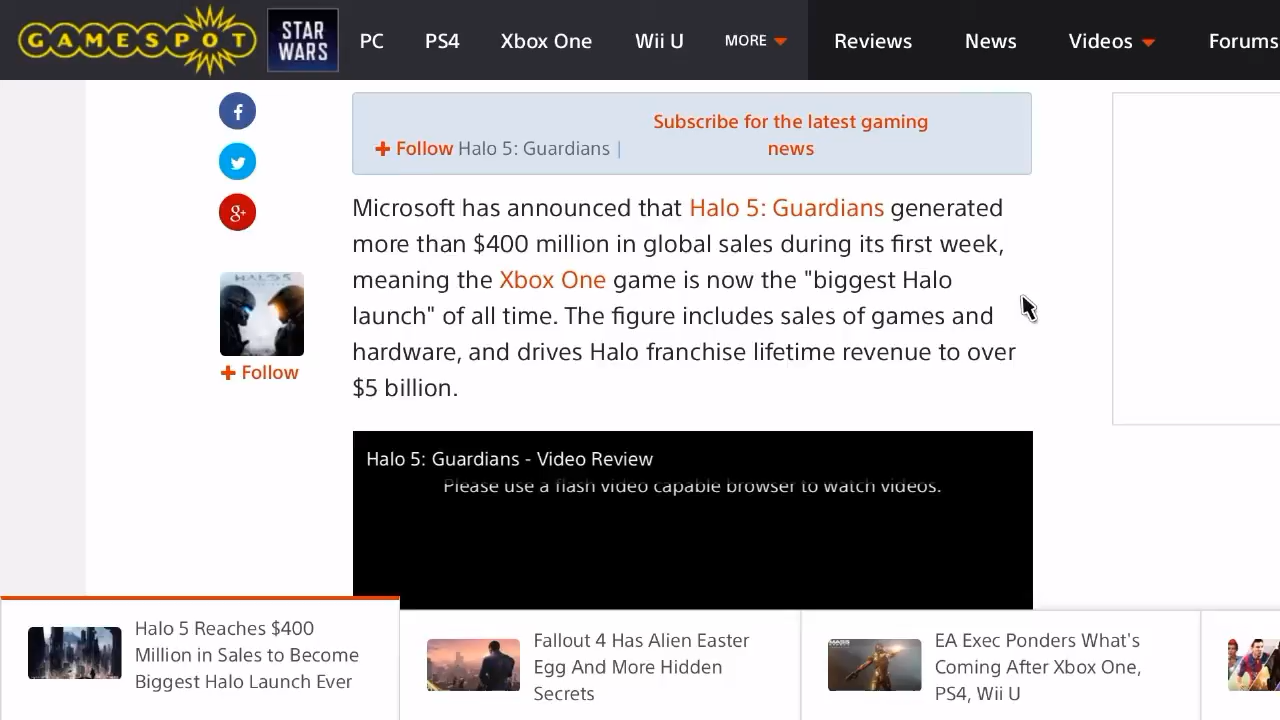 GAMESPOT
STAR
WARS
PC
PS4
Xbox One
Wii U
MORE
Reviews
News
Videos
Forums
Subscribe for the latest gaming
news
Follow Halo 5: Guardians |
Microsoft has announced that Halo 5: Guardians generated
more than $400 million in global sales during its first week,
meaning the Xbox One game is now the "biggest Halo
launch" of all time. The figure includes sales of games and
hardware, and drives Halo franchise lifetime revenue to over
$5 billion.
f
g+
HALO 5
Follow
Halo 5: Guardians - Video Review
Please use a flash video capable browser to watch videos.
Halo 5 Reaches $400
Million in Sales to Become
Biggest Halo Launch Ever
Fallout 4 Has Alien Easter
Egg And More Hidden
Secrets
EA Exec Ponders What's
Coming After Xbox One,
PS4, Wii U